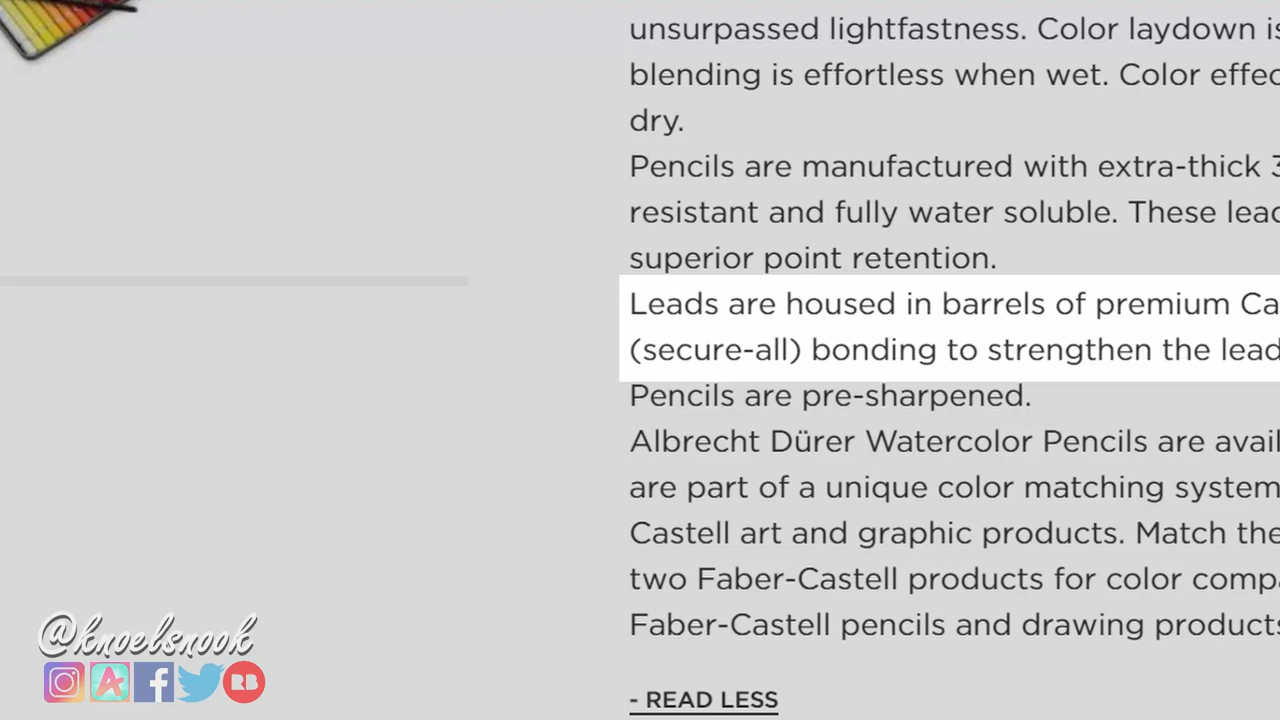 unsurpassed lightfastness. Color laydown is
blending is effortless when wet. Color effec
dry.
Pencils are manufactured with extra-thick 3
resistant and fully water soluble. These leac
superior point retention.
Leads are housed in barrels of premium Ca
(secure-all) bonding to strengthen the lead
Pencils are pre-sharpened.
Albrecht Dürer Watercolor Pencils are avail
are part of a unique color matching system
Castell art and graphic products. Match the
two Faber-Castell products for color compa
Faber-Castell pencils and drawing products
- READ LESS
@knoelsnook